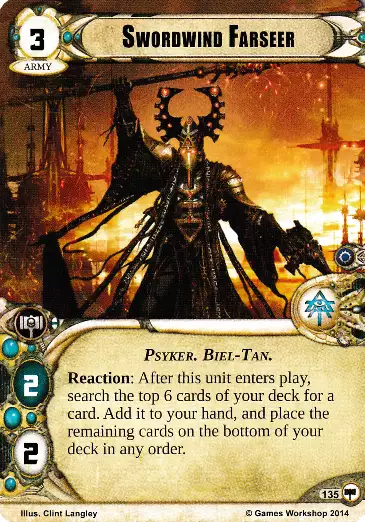 3
SWORDWIND FARSEER
ARMY
PSYKER. BIEL-TAN.
2
Reaction: After this unit enters play,
search the top 6 cards of your deck for a
card. Add it to your hand, and place the
remaining cards on the bottom of your
deck in any order.
2
135
Illus. Clint Langley
© Games Workshop 2014